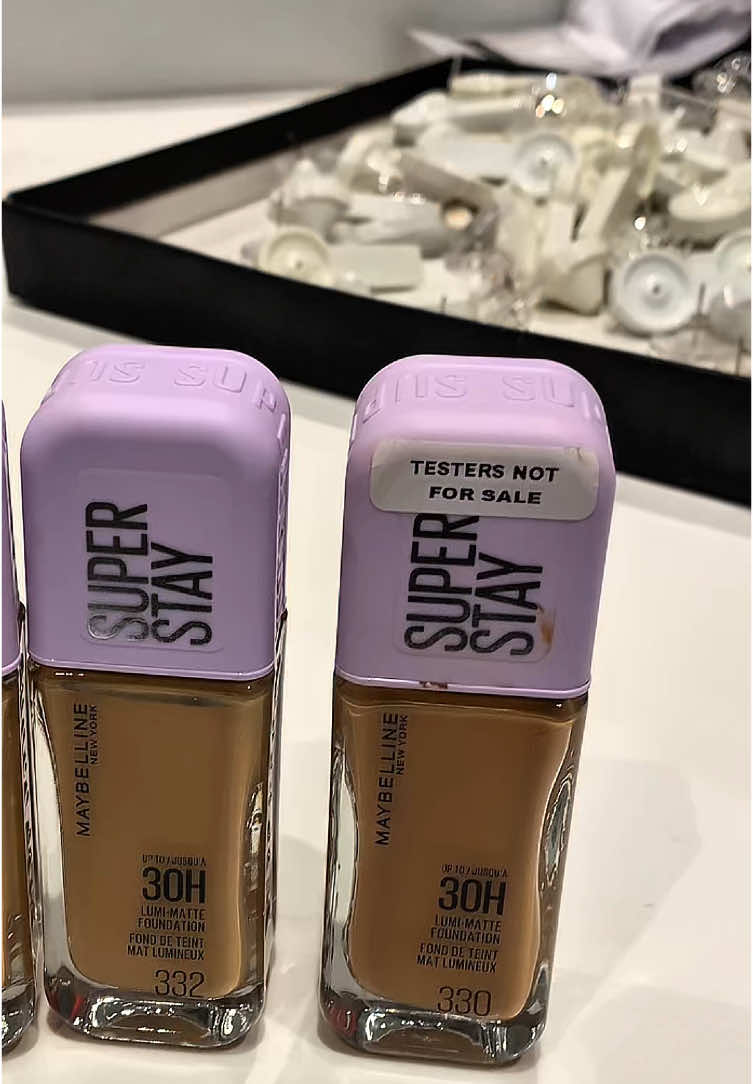 SUPER
STAY
MAYBELLINE
NEW YORK
UP TO / JUSQU'À
30H
LUMI-MATTE
FOUNDATION
FOND DE TEINT
MAT LUMINEUX
332
TESTERS NOT
FOR SALE
SUPER
STAY
MAYBELLINE
NEW YORK
UP TO / JUSQU'À
30H
LUMI-MATTE
FOUNDATION
FOND DE TEINT
MAT LUMINEUX
330